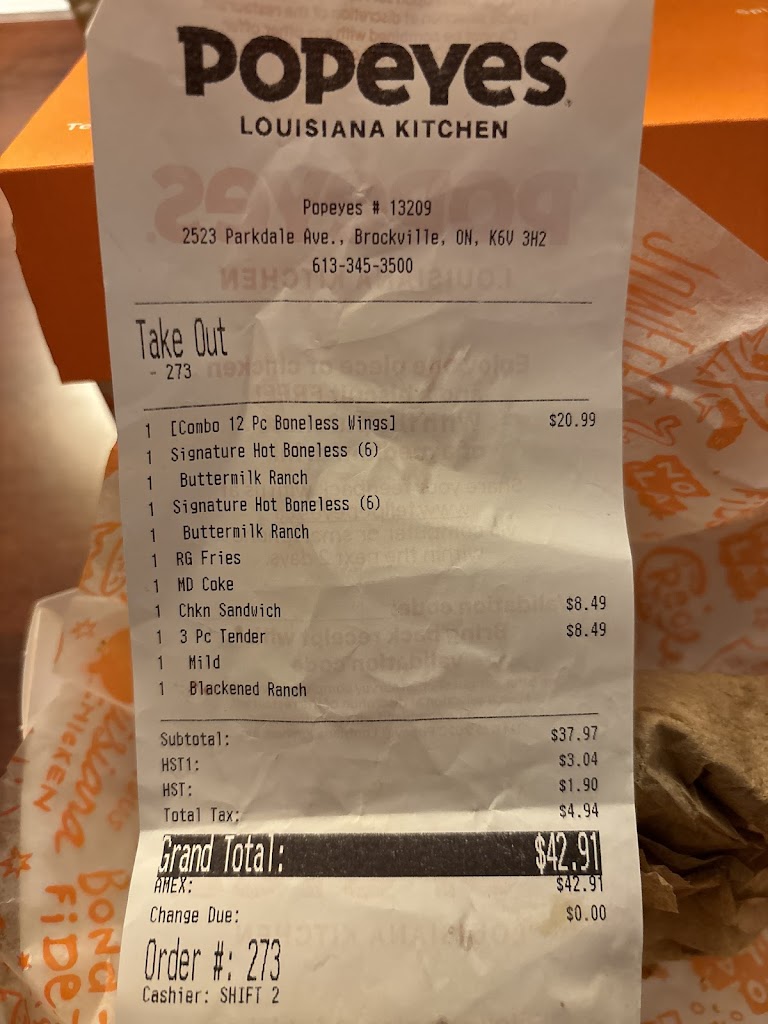 POPEYES
LOUISIANA KITCHEN
Popeyes # 13209
2523 Parkdale Ave., Brockville, ON, K6V 3H2
613-345-3500
Take Out
- 273
1 [Combo 12 Pc Boneless Wings] $20.99
1 Signature Hot Boneless (6)
1 Buttermilk Ranch
1 Signature Hot Boneless (6)
1 Buttermilk Ranch
1 RG Fries
1 MD Coke
1 Chkn Sandwich $8.49
1 3 Pc Tender $8.49
1 Mild
1 Blackened Ranch
Subtotal: $37.97
HST1: $3.04
HST: $1.90
Total Tax: $4.94
Grand Total: $42.91
AMEX: $42.91
Change Due: $0.00
Order #: 273
Cashier: SHIFT 2
CHICKEN
BONA
FIDE